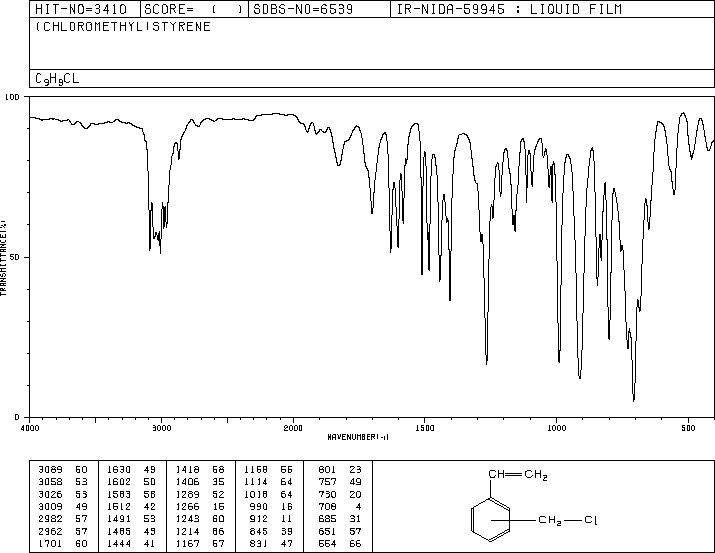 HIT-NO=3410 SCORE= ( ) SDBS-NO=6539 IR-NIDA-59945 : LIQUID FILM
(CHLOROMETHYL)STYRENE
C9H9CL
100
50
0
TRANSMITTANCE(%)
4000 3000 2000 1500 1000 500
WAVENUMBER(-1)
3089 50 1630 49 1418 58 1158 55 801 23
3058 53 1602 50 1406 35 1114 64 757 49
3026 53 1583 58 1289 52 1018 64 730 20
3009 49 1512 42 1266 15 990 16 708 4
2982 57 1491 53 1243 60 912 11 685 31
2962 57 1485 49 1214 66 845 39 651 57
1701 60 1444 41 1167 57 831 47 554 66
CH=CH2
CH2 Cl